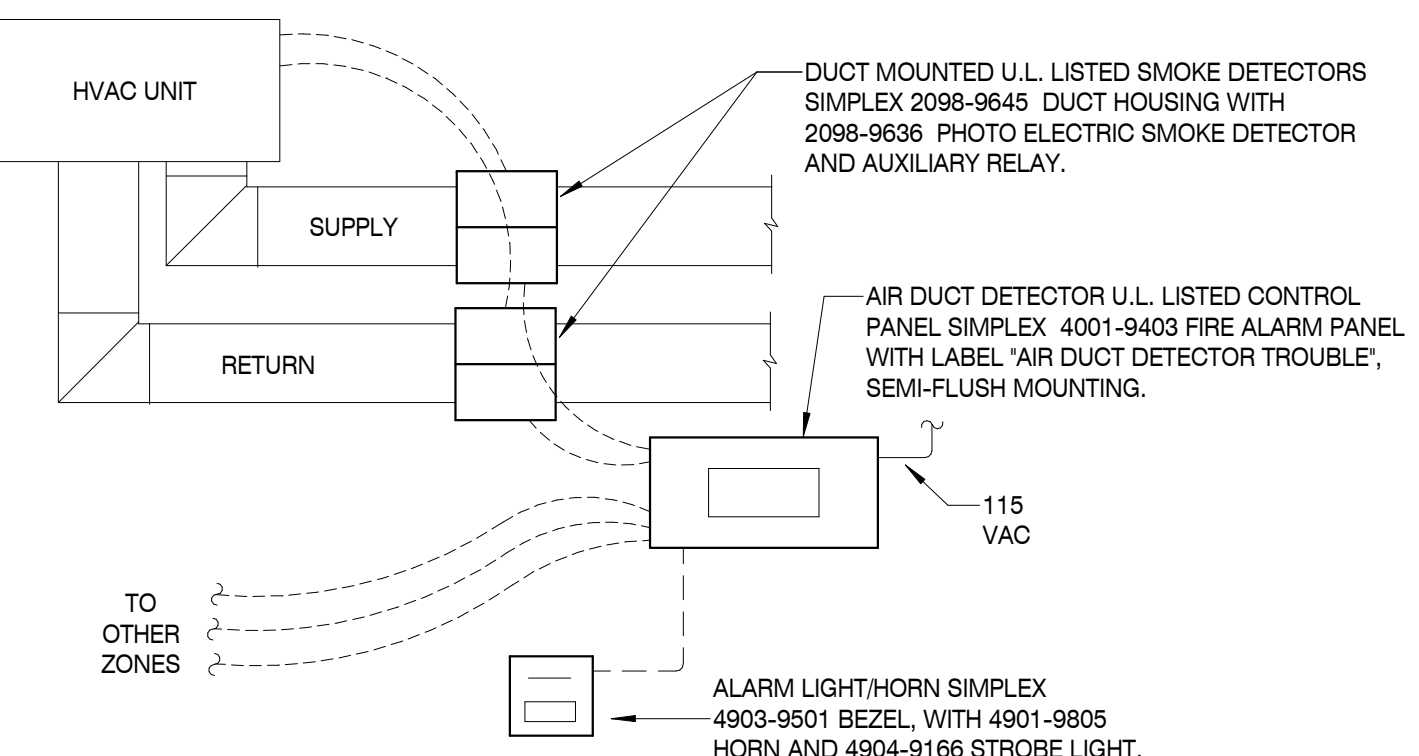 HVAC UNIT
DUCT MOUNTED U.L. LISTED SMOKE DETECTORS
SIMPLEX 2098-9645 DUCT HOUSING WITH
2098-9636 PHOTO ELECTRIC SMOKE DETECTOR
AND AUXILIARY RELAY.
SUPPLY
AIR DUCT DETECTOR U.L. LISTED CONTROL
PANEL SIMPLEX 4001-9403 FIRE ALARM PANEL
WITH LABEL "AIR DUCT DETECTOR TROUBLE",
SEMI-FLUSH MOUNTING.
RETURN
115
VAC
TO
OTHER
ZONES
ALARM LIGHT/HORN SIMPLEX
4903-9501 BEZEL, WITH 4901-9805
HORN AND 4904-9166 STROBE LIGHT.